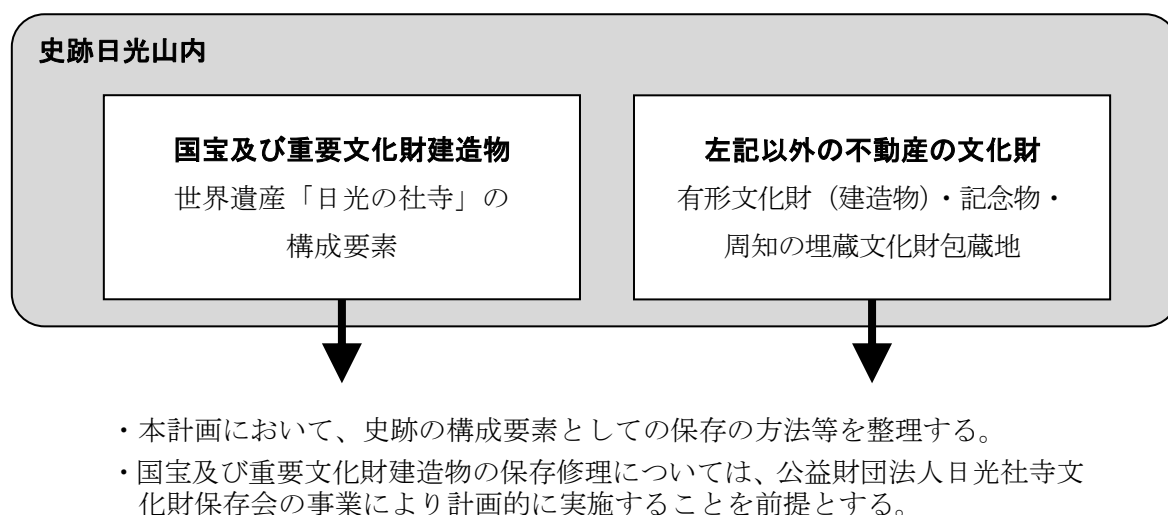 史跡日光山内
国宝及び重要文化財建造物
世界遺産「日光の社寺」の
構成要素
左記以外の不動産の文化財
有形文化財（建造物）・記念物・
周知の埋蔵文化財包蔵地
・本計画において、史跡の構成要素としての保存の方法等を整理する。
・国宝及び重要文化財建造物の保存修理については、公益財団法人日光社寺文
化財保存会の事業により計画的に実施することを前提とする。